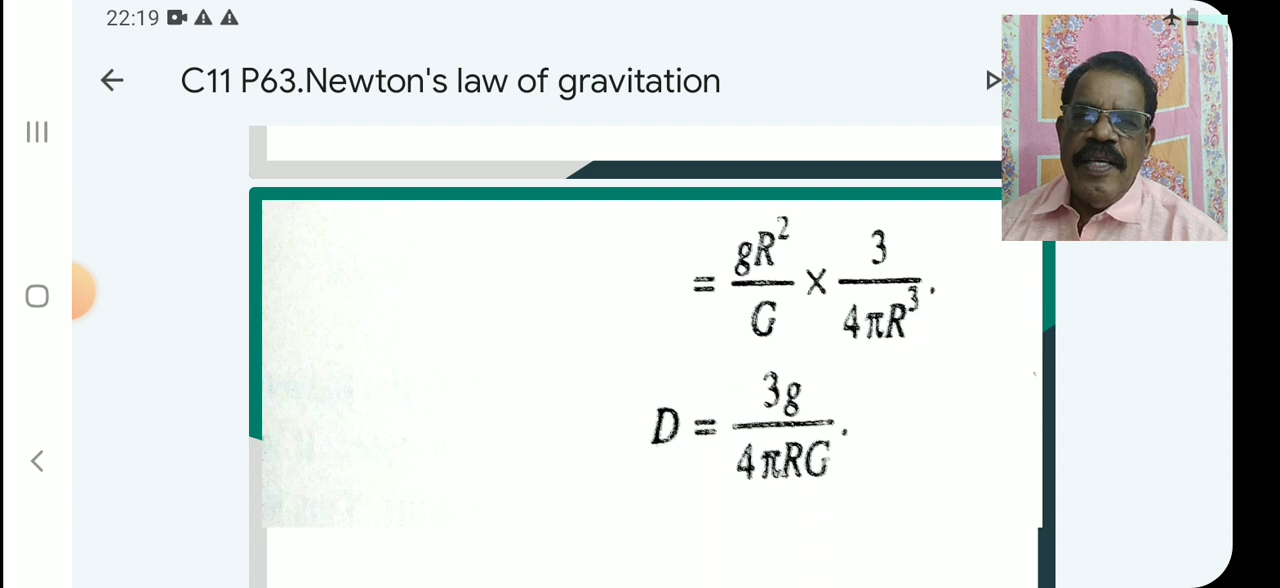 22:19
C11 P63.Newton's law of gravitation
= gR² / G × 3 / 4πR³.
D = 3g / 4πRG.